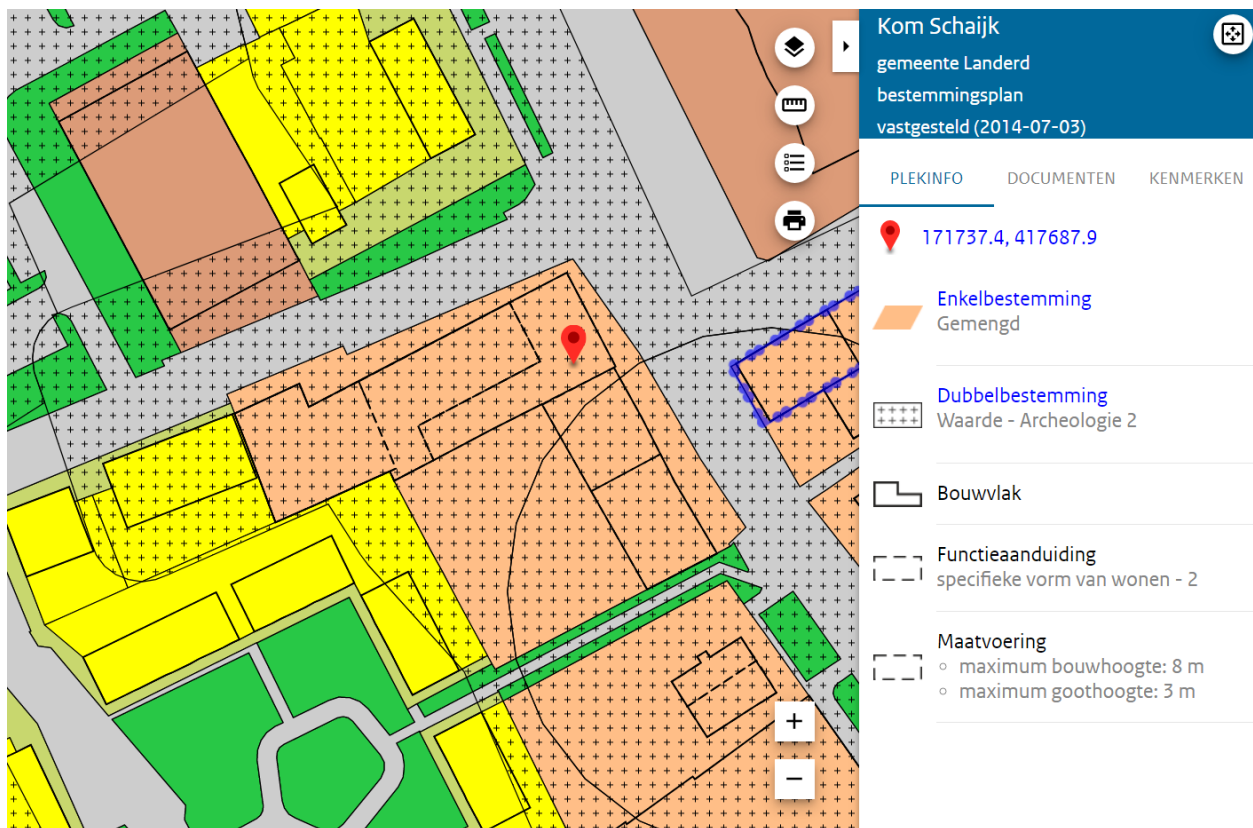 Kom Schaijk
gemeente Landerd
bestemmingsplan
vastgesteld (2014-07-03)
PLEKINFO DOCUMENTEN KENMERKEN
171737.4, 417687.9
Enkelbestemming
Gemengd
Dubbelbestemming
Waarde - Archeologie 2
Bouwvlak
Functieaanduiding
specifieke vorm van wonen - 2
Maatvoering
maximum bouwhoogte: 8 m
maximum goothoogte: 3 m